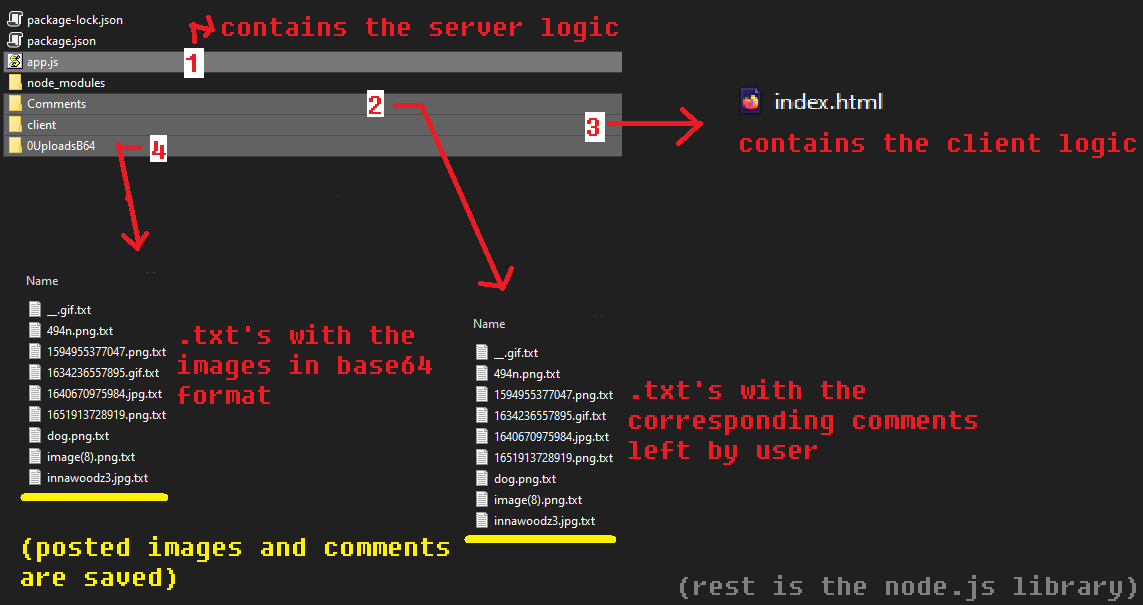 package-lock.json
contains the server logic
package.json
1
app.js
node_modules
Comments
2
client
3
0UploadsB64
4
index.html
contains the client logic
Name
__.gif.txt
494n.png.txt
1594955377047.png.txt
1634236557895.gif.txt
1640670975984.jpg.txt
1651913728919.png.txt
dog.png.txt
image(8).png.txt
innawoodz3.jpg.txt
.txt's with the
images in base64
format
Name
__.gif.txt
494n.png.txt
1594955377047.png.txt
1634236557895.gif.txt
1640670975984.jpg.txt
1651913728919.png.txt
dog.png.txt
image(8).png.txt
innawoodz3.jpg.txt
.txt's with the
corresponding comments
left by user
(posted images and comments
are saved)
(rest is the node.js library)